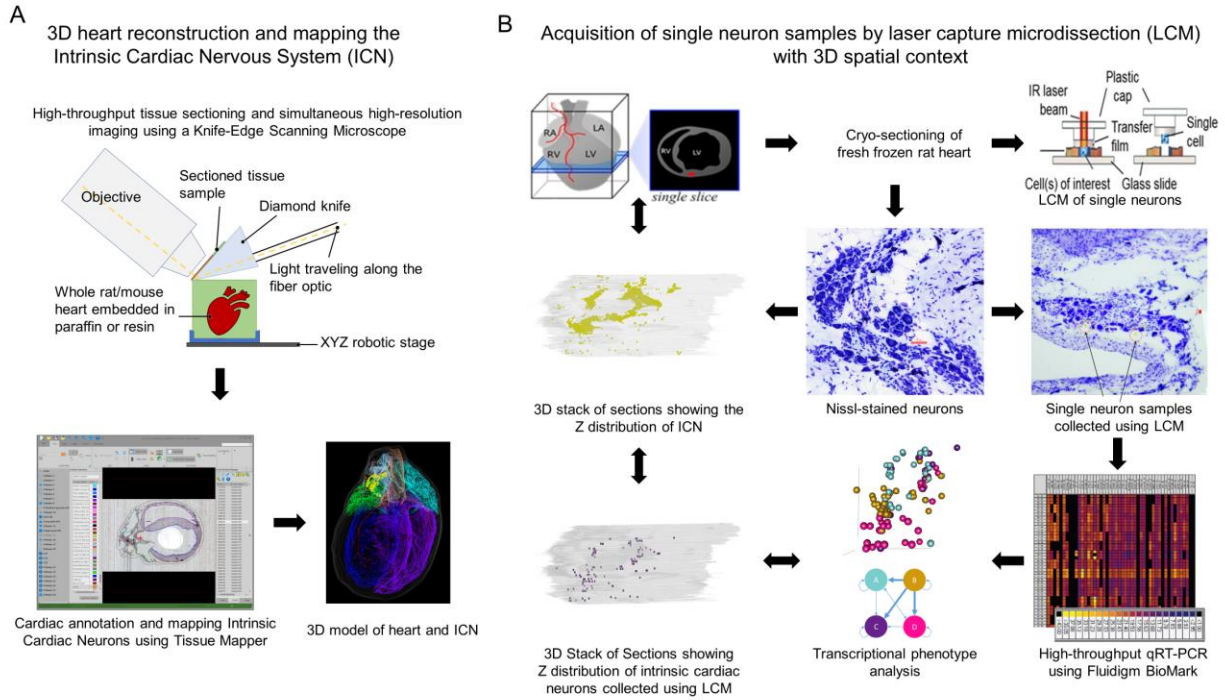 A
3D heart reconstruction and mapping the
Intrinsic Cardiac Nervous System (ICN)
High-throughput tissue sectioning and simultaneous high-resolution
imaging using a Knife-Edge Scanning Microscope
Objective
Sectioned tissue
sample
Diamond knife
Light traveling along the
fiber optic
Whole rat/mouse
heart embedded in
paraffin or resin
XYZ robotic stage
Cardiac annotation and mapping Intrinsic
Cardiac Neurons using Tissue Mapper
3D model of heart and ICN
B
Acquisition of single neuron samples by laser capture microdissection (LCM)
with 3D spatial context
RA
LA
RV
LV
RV
LV
single slice
Cryo-sectioning of
fresh frozen rat heart
IR laser
beam
Plastic
cap
Transfer
film
Single
cell
Cell(s) of interest
Glass slide
LCM of single neurons
3D stack of sections showing the
Z distribution of ICN
Nissl-stained neurons
Single neuron samples
collected using LCM
A
B
C
D
3D Stack of Sections showing
Z distribution of intrinsic cardiac
neurons collected using LCM
Transcriptional phenotype
analysis
High-throughput qRT-PCR
using Fluidigm BioMark